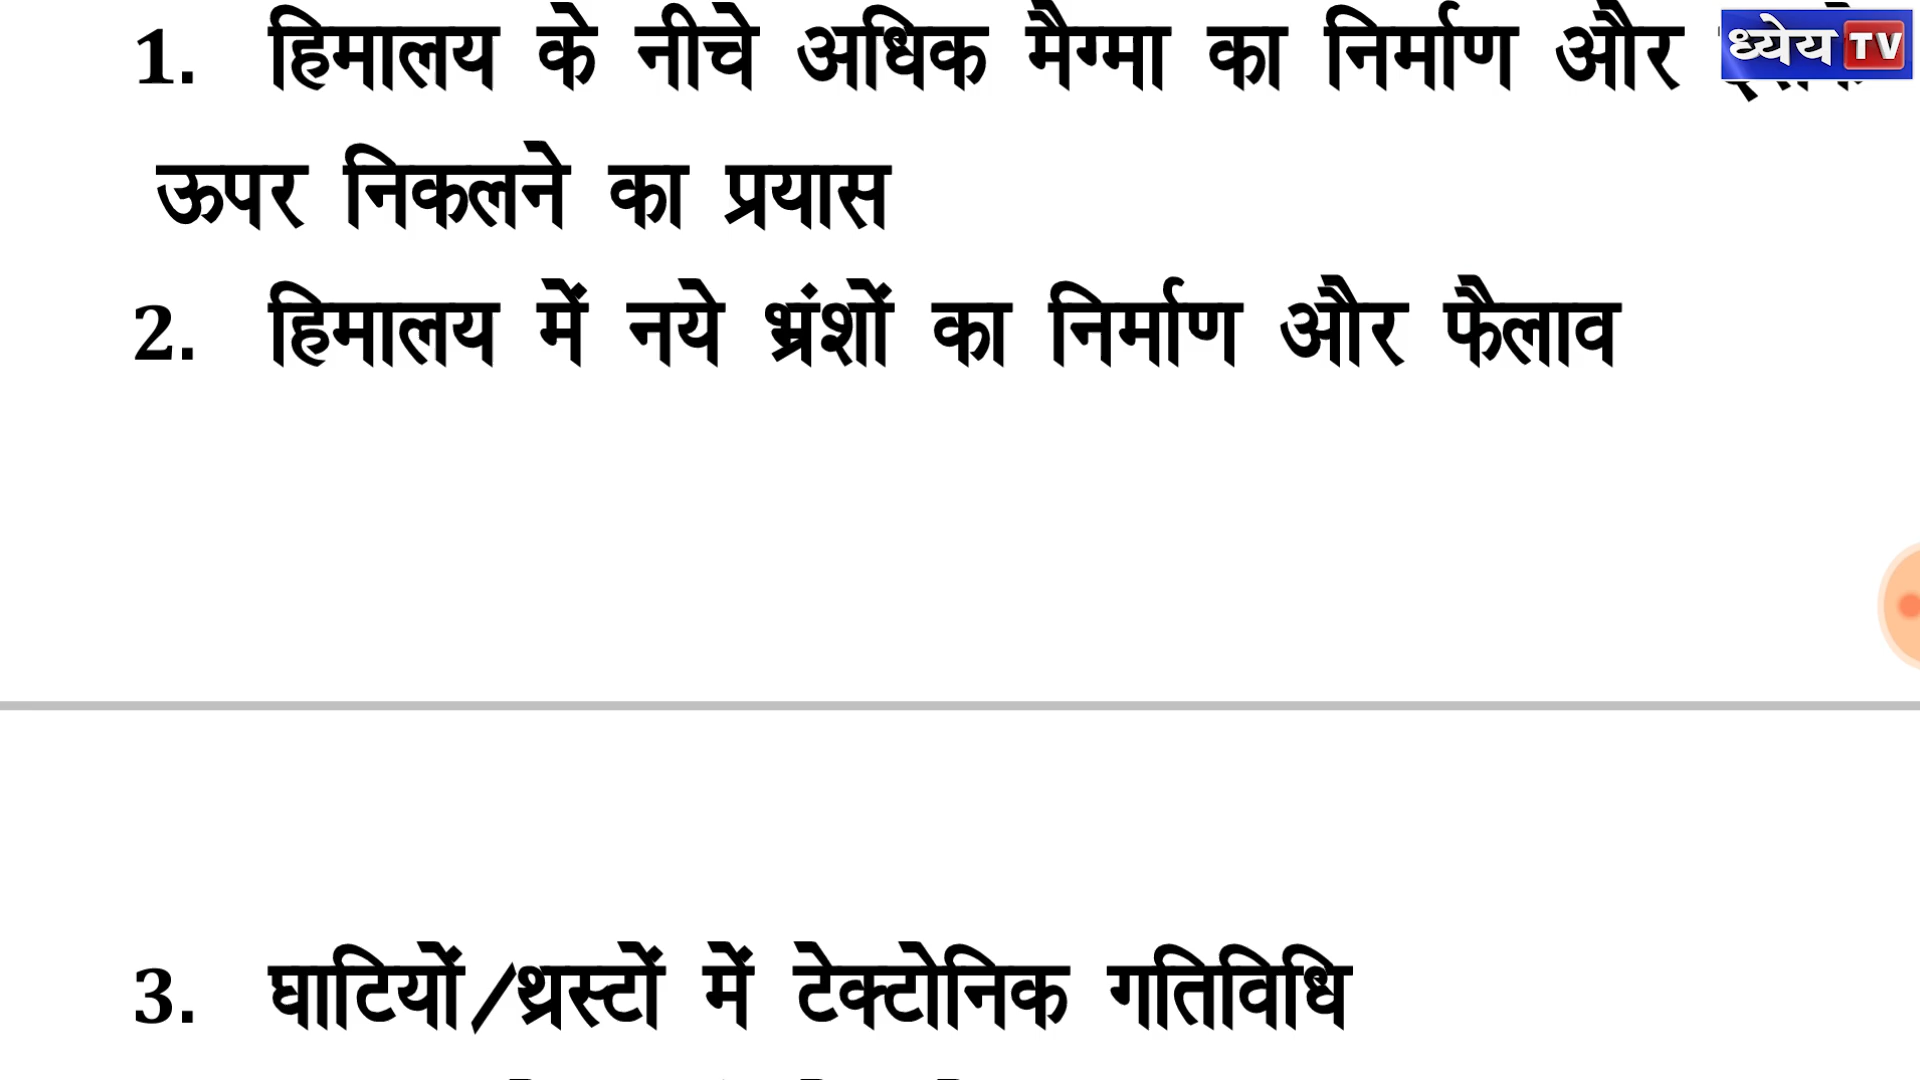 1. हिमालय के नीचे अधिक मैग्मा का निर्माण और
ध्येय TV
ऊपर निकलने का प्रयास
2. हिमालय में नये भ्रंशों का निर्माण और फैलाव
3. घाटियों/थ्रस्टों में टेक्टोनिक गतिविधि